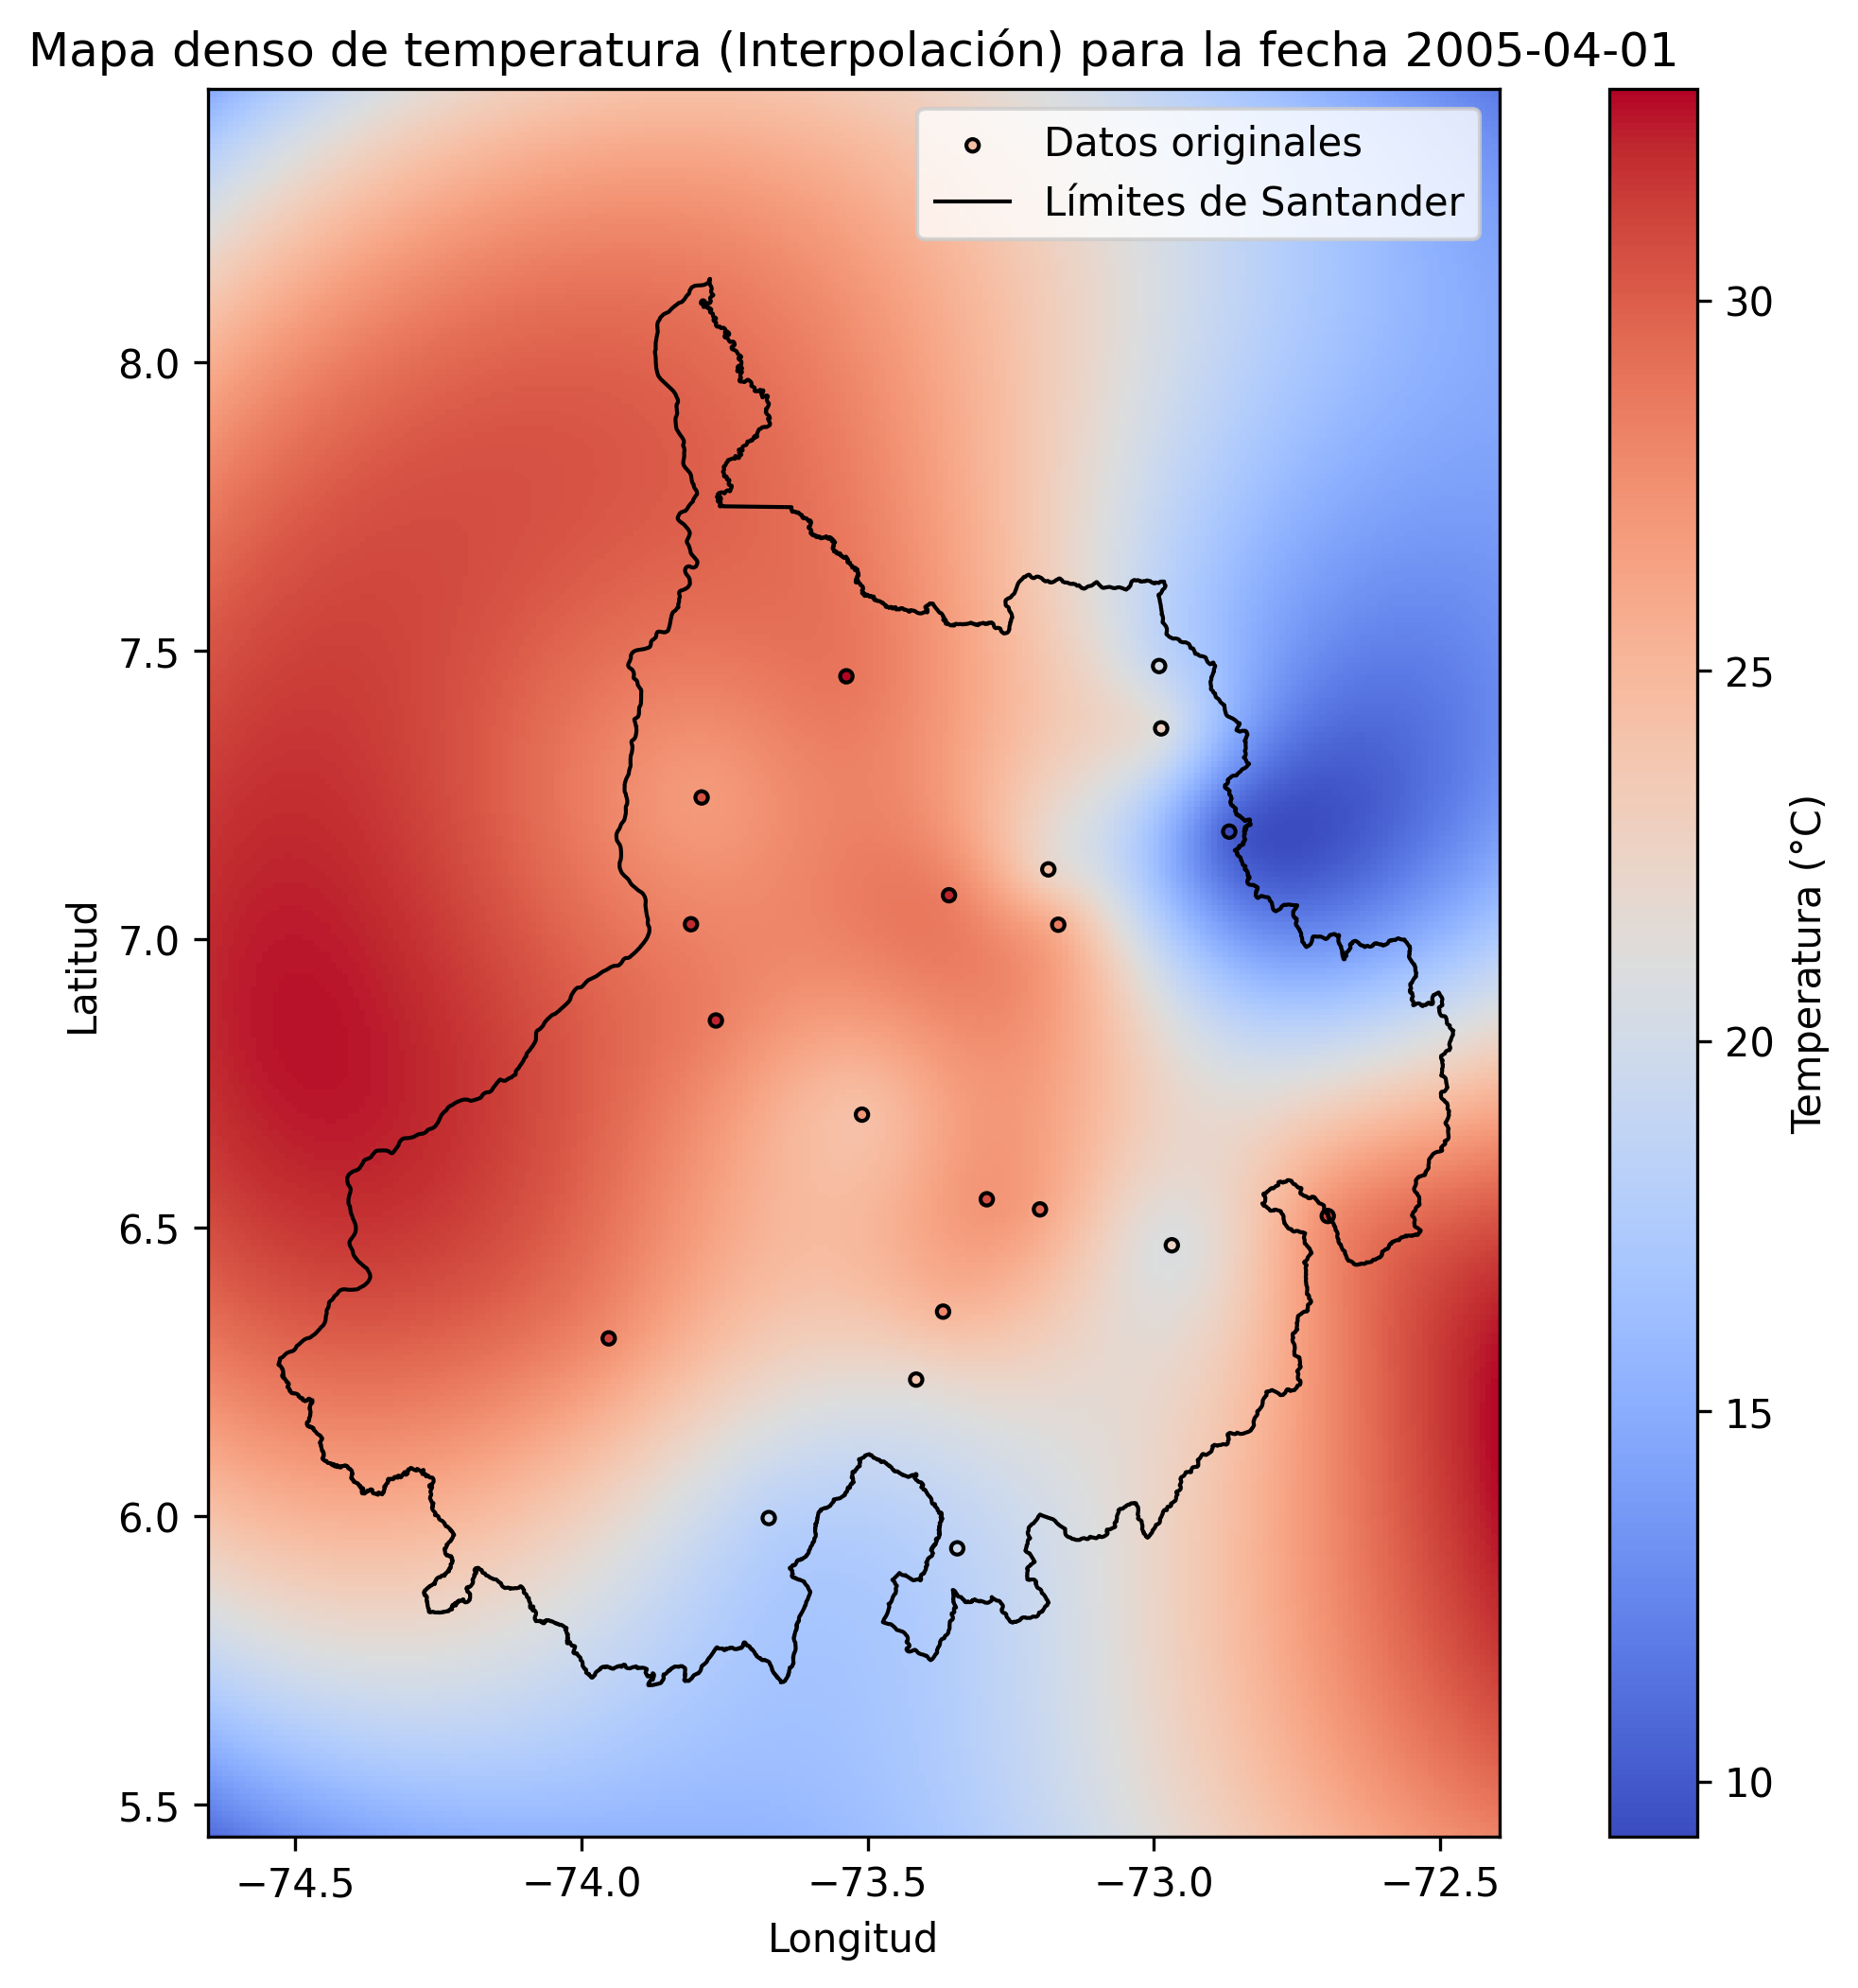 Mapa denso de temperatura (Interpolación) para la fecha 2005-04-01
Datos originales
Límites de Santander
8.0
7.5
7.0
6.5
6.0
5.5
Latitud
−74.5
−74.0
−73.5
−73.0
−72.5
Longitud
30
25
20
15
10
Temperatura (°C)